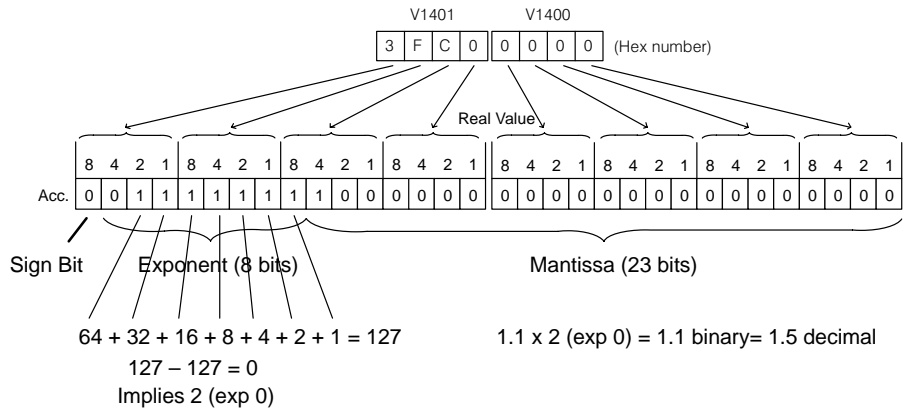 V1401 V1400
3 F C 0 0 0 0 0 (Hex number)
Real Value
8 4 2 1 8 4 2 1 8 4 2 1 8 4 2 1 8 4 2 1 8 4 2 1 8 4 2 1 8 4 2 1
Acc. 0 0 1 1 1 1 1 1 1 1 0 0 0 0 0 0 0 0 0 0 0 0 0 0 0 0 0 0 0 0 0 0
Sign Bit Exponent (8 bits) Mantissa (23 bits)
64 + 32 + 16 + 8 + 4 + 2 + 1 = 127 1.1 x 2 (exp 0) = 1.1 binary= 1.5 decimal
127 – 127 = 0
Implies 2 (exp 0)